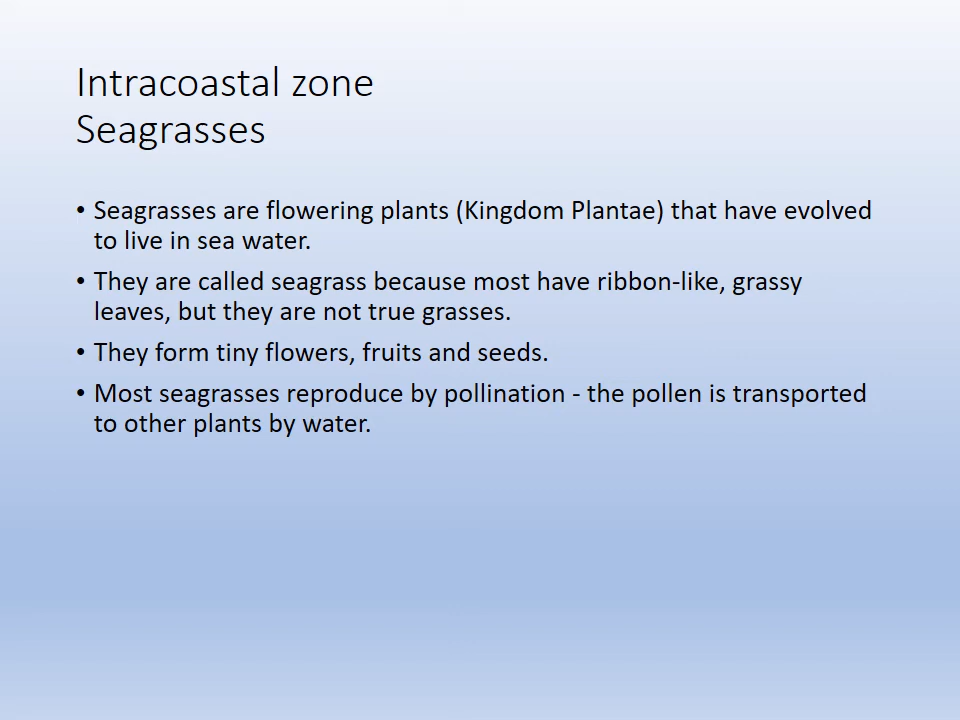 Intracoastal zone
Seagrasses
• Seagrasses are flowering plants (Kingdom Plantae) that have evolved
to live in sea water.
• They are called seagrass because most have ribbon-like, grassy
leaves, but they are not true grasses.
• They form tiny flowers, fruits and seeds.
• Most seagrasses reproduce by pollination - the pollen is transported
to other plants by water.